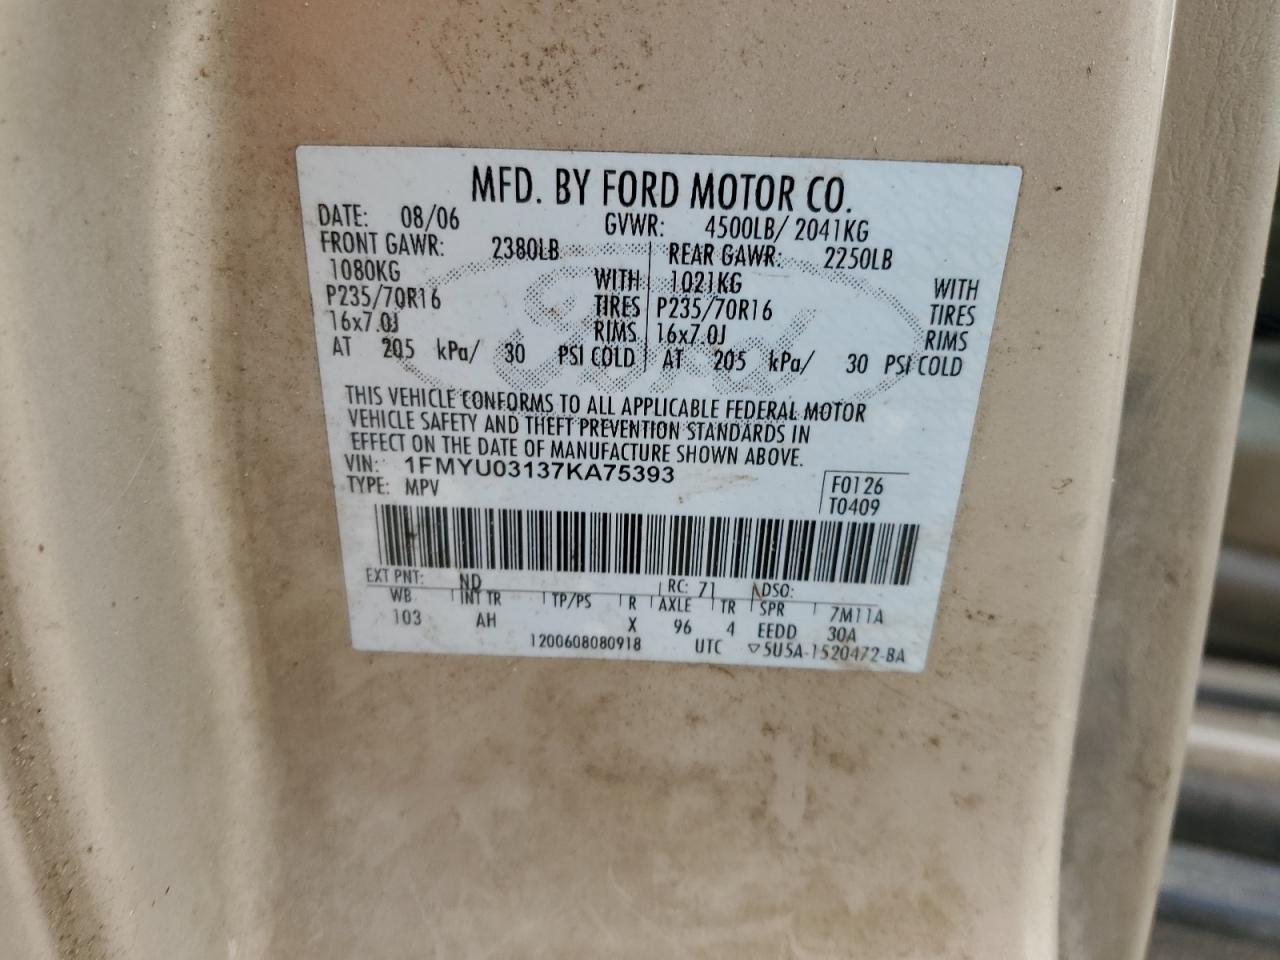 MFD. BY FORD MOTOR CO.
DATE: 08/06 GVWR: 4500LB/ 2041KG
FRONT GAWR: 2380LB REAR GAWR: 2250LB
1080KG WITH 1021KG WITH
P235/70R16 TIRES P235/70R16 TIRES
16x7.0J RIMS 16x7.0J RIMS
AT 205 kPa/ 30 PSI COLD AT 205 kPa/ 30 PSI COLD
THIS VEHICLE CONFORMS TO ALL APPLICABLE FEDERAL MOTOR
VEHICLE SAFETY AND THEFT PREVENTION STANDARDS IN
EFFECT ON THE DATE OF MANUFACTURE SHOWN ABOVE.
VIN: 1FMYU03137KA75393
TYPE: MPV
F0126
T0409
EXT PNT: ND RC: 71 DSO:
WB INT TR TP/PS R AXLE TR SPR 7M11A
103 AH X 96 4 EEDD 30A
1200608080918 UTC ▽5U5A-1520472-BA
Ford